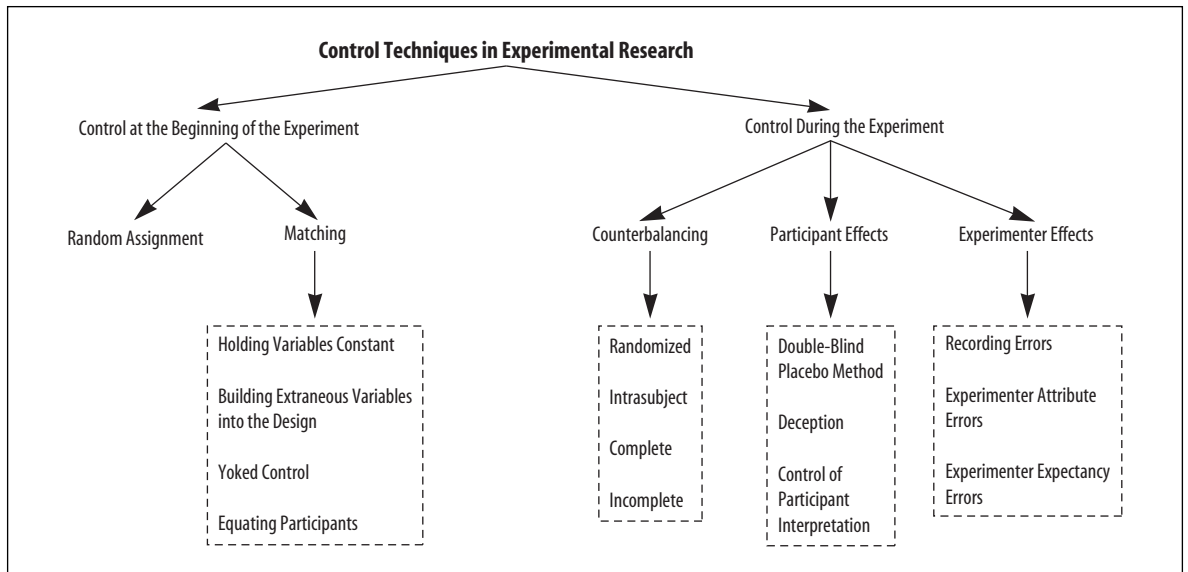 Control Techniques in Experimental Research
Control at the Beginning of the Experiment
Control During the Experiment
Random Assignment
Matching
Counterbalancing
Participant Effects
Experimenter Effects
Holding Variables Constant
Building Extraneous Variables
into the Design
Yoked Control
Equating Participants
Randomized
Intrasubject
Complete
Incomplete
Double-Blind
Placebo Method
Deception
Control of
Participant
Interpretation
Recording Errors
Experimenter Attribute
Errors
Experimenter Expectancy
Errors